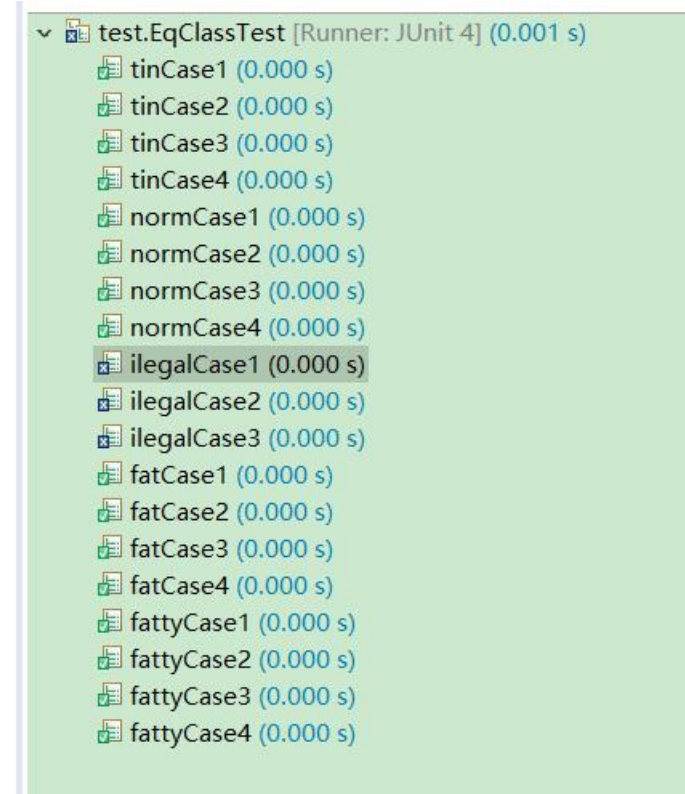 test.EqClassTest [Runner: JUnit 4] (0.001 s)
tinCase1 (0.000 s)
tinCase2 (0.000 s)
tinCase3 (0.000 s)
tinCase4 (0.000 s)
normCase1 (0.000 s)
normCase2 (0.000 s)
normCase3 (0.000 s)
normCase4 (0.000 s)
ilegalCase1 (0.000 s)
ilegalCase2 (0.000 s)
ilegalCase3 (0.000 s)
fatCase1 (0.000 s)
fatCase2 (0.000 s)
fatCase3 (0.000 s)
fatCase4 (0.000 s)
fattyCase1 (0.000 s)
fattyCase2 (0.000 s)
fattyCase3 (0.000 s)
fattyCase4 (0.000 s)